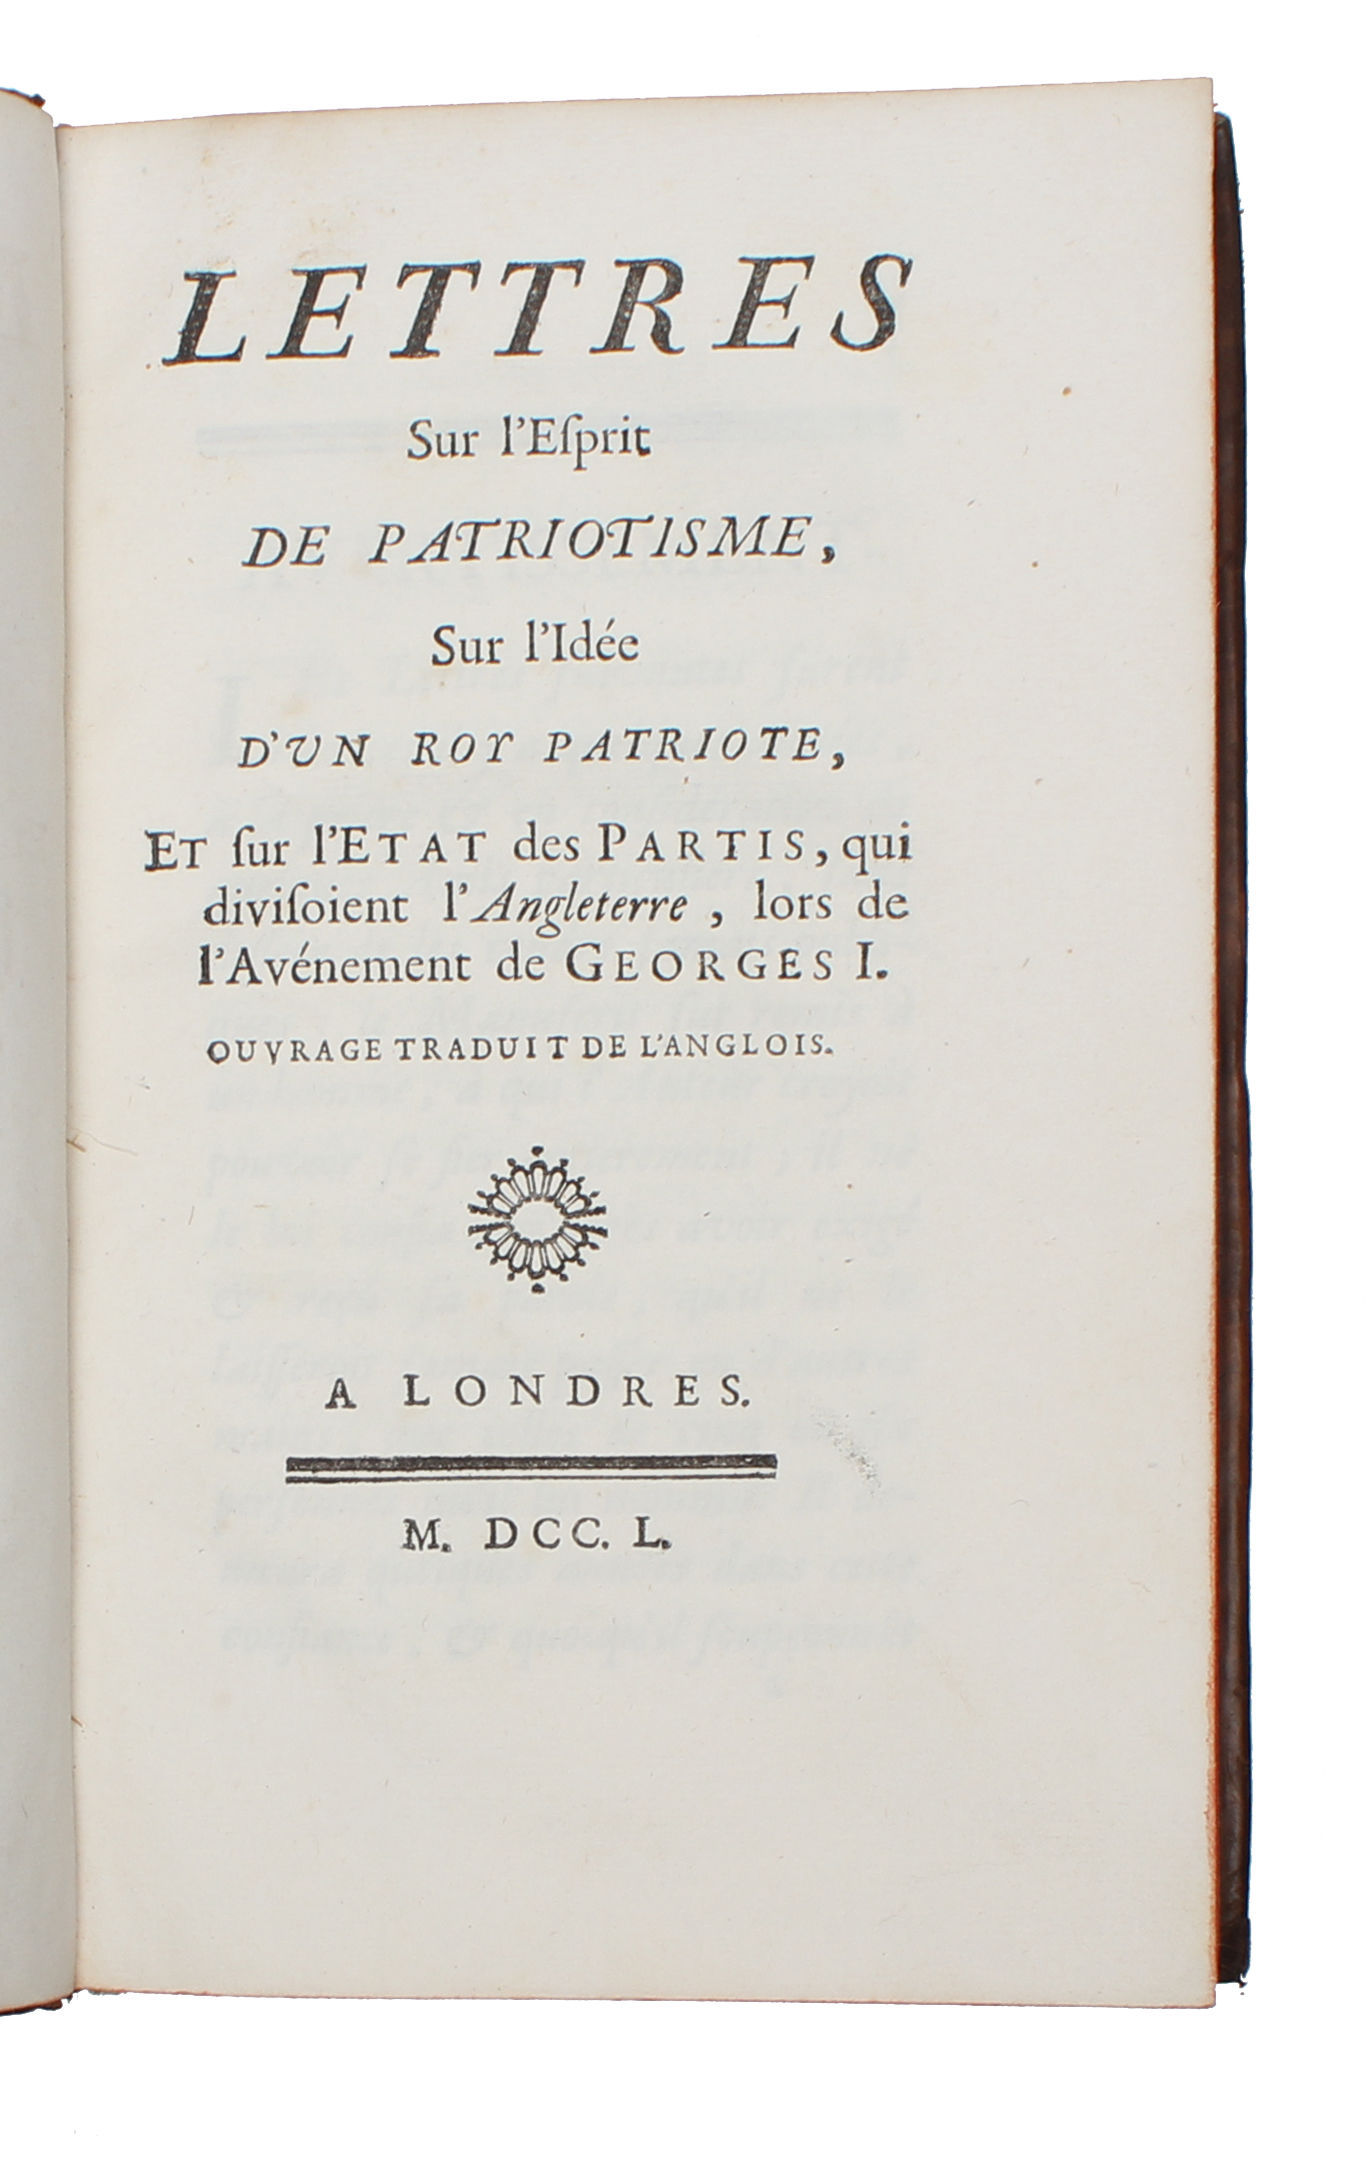 LETTRES
Sur l'Eſprit
DE PATRIOTISME,
Sur l'Idée
D'UN ROY PATRIOTE,
ET ſur l'ETAT des PARTIS, qui
diviſoient l'Angleterre, lors de
l'Avénement de GEORGES I.
OUVRAGE TRADUIT DE L'ANGLOIS.
A LONDRES.
M. DCC. L.